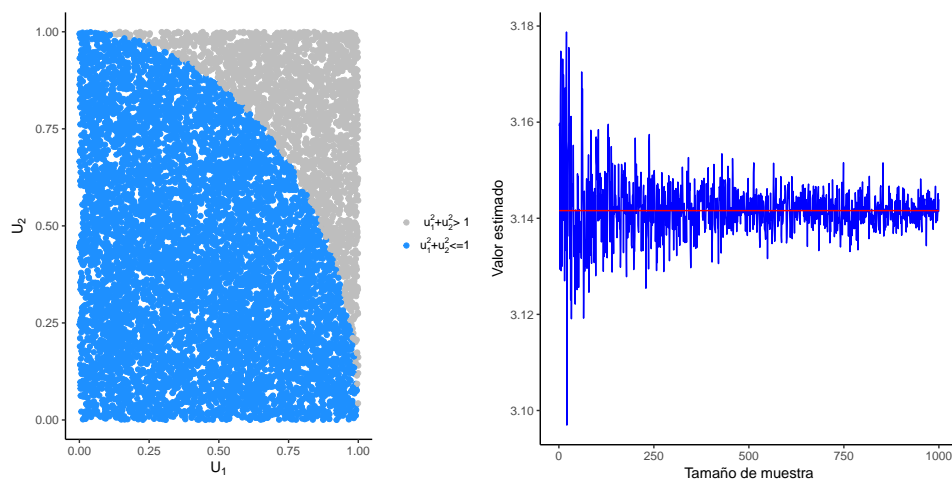 1.00
0.75
0.50
0.25
0.00
U₂
0.00 0.25 0.50 0.75 1.00
U₁
u₁²+u₂²> 1
u₁²+u₂²<=1
3.18
3.16
3.14
3.12
3.10
Valor estimado
0 250 500 750 1000
Tamaño de muestra